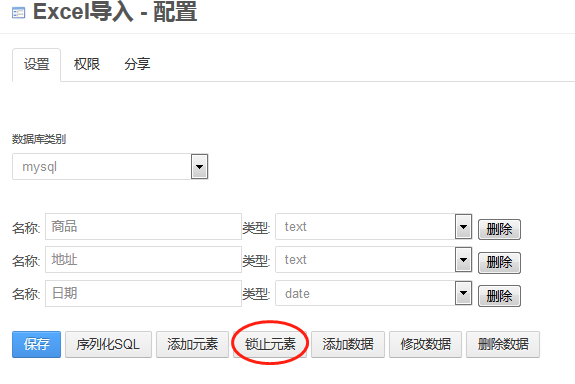 Excel导入 - 配置
设置 权限 分享
数据库类别
mysql
名称: 商品 类型: text 删除
名称: 地址 类型: text 删除
名称: 日期 类型: date 删除
保存 序列化SQL 添加元素 锁止元素 添加数据 修改数据 删除数据